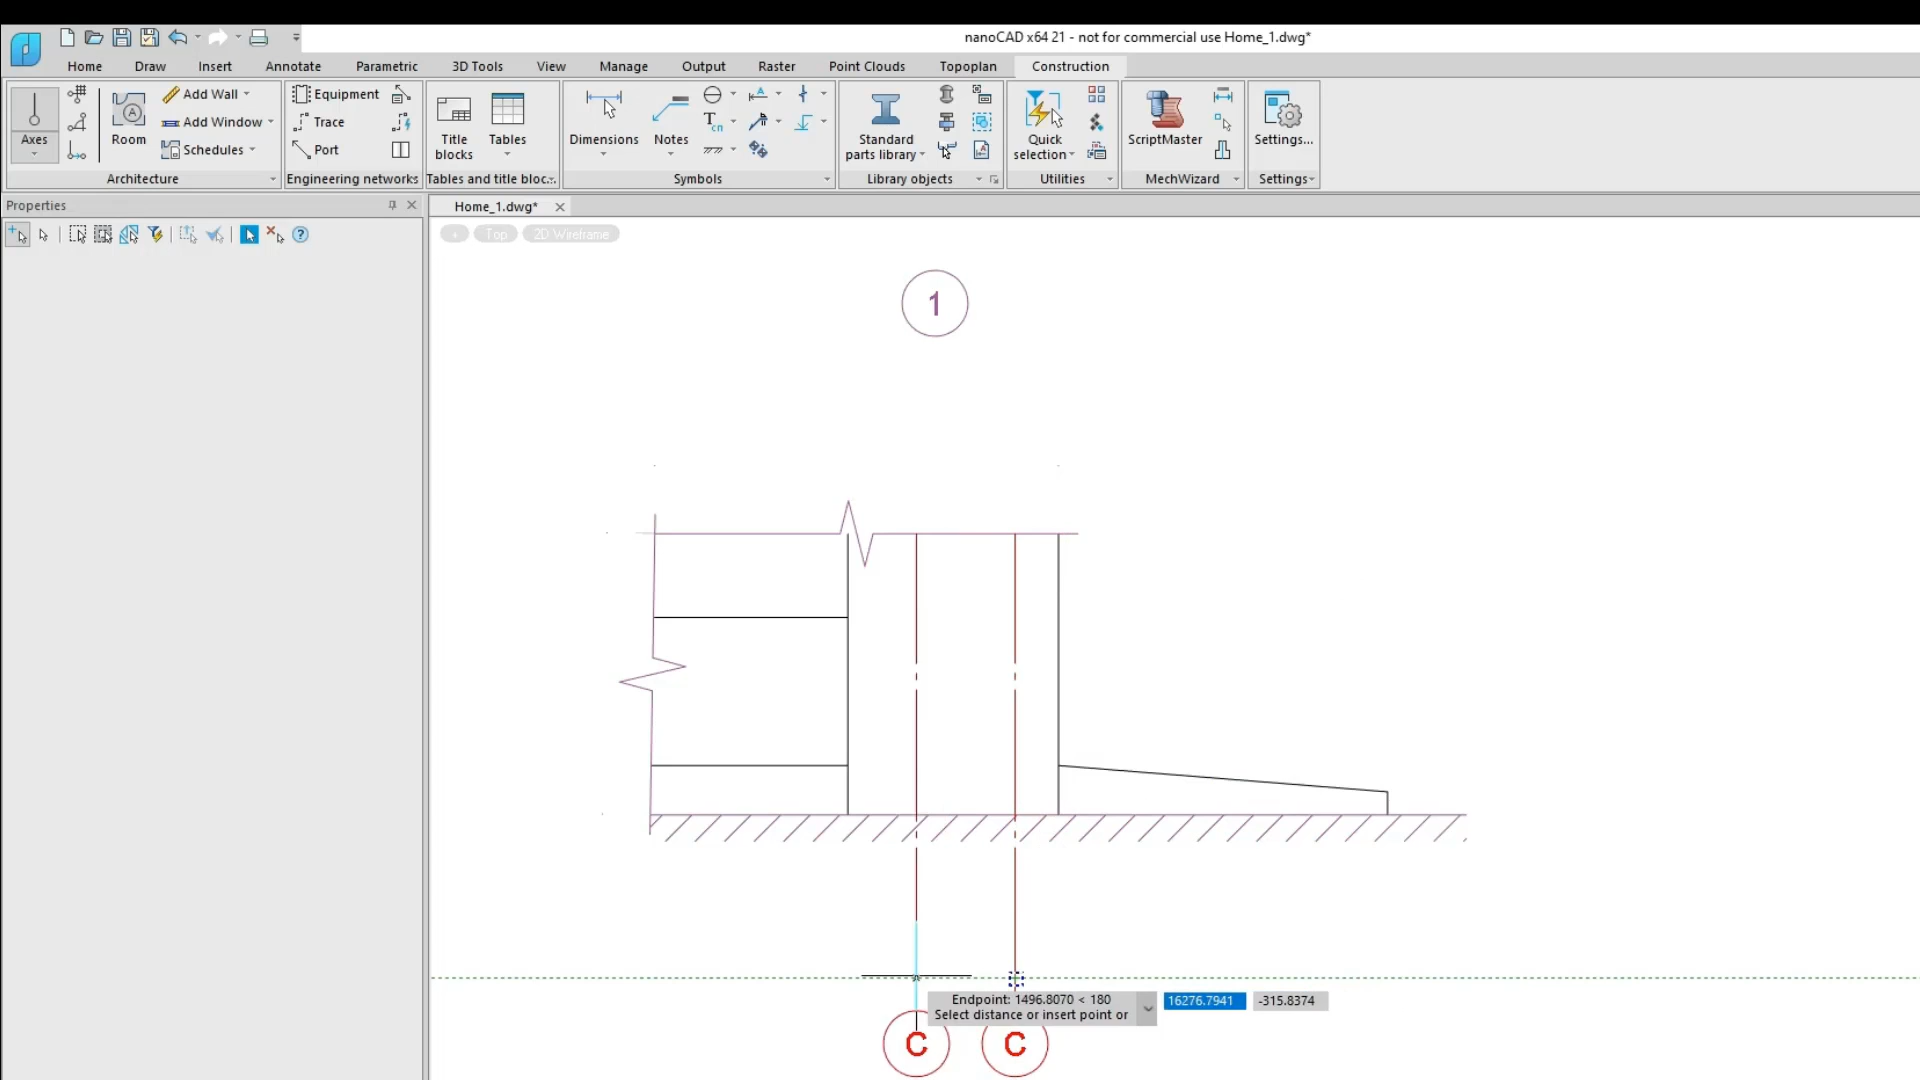 nanoCAD x64 21 - not for commercial use Home_1.dwg*
Home Draw Insert Annotate Parametric 3D Tools View Manage Output Raster Point Clouds Topoplan Construction
Axes
Room
Add Wall
Add Window
Schedules
Architecture
Equipment
Trace
Port
Engineering networks
Title
blocks
Tables
Tables and title bloc...
Dimensions
Notes
Symbols
Standard
parts library
Library objects
Quick
selection
Utilities
ScriptMaster
MechWizard
Settings...
Settings
Properties
Home_1.dwg*
Top 2D Wireframe
1
Endpoint: 1496.8070 < 180
Select distance or insert point or
16276.7941 -315.8374
C C